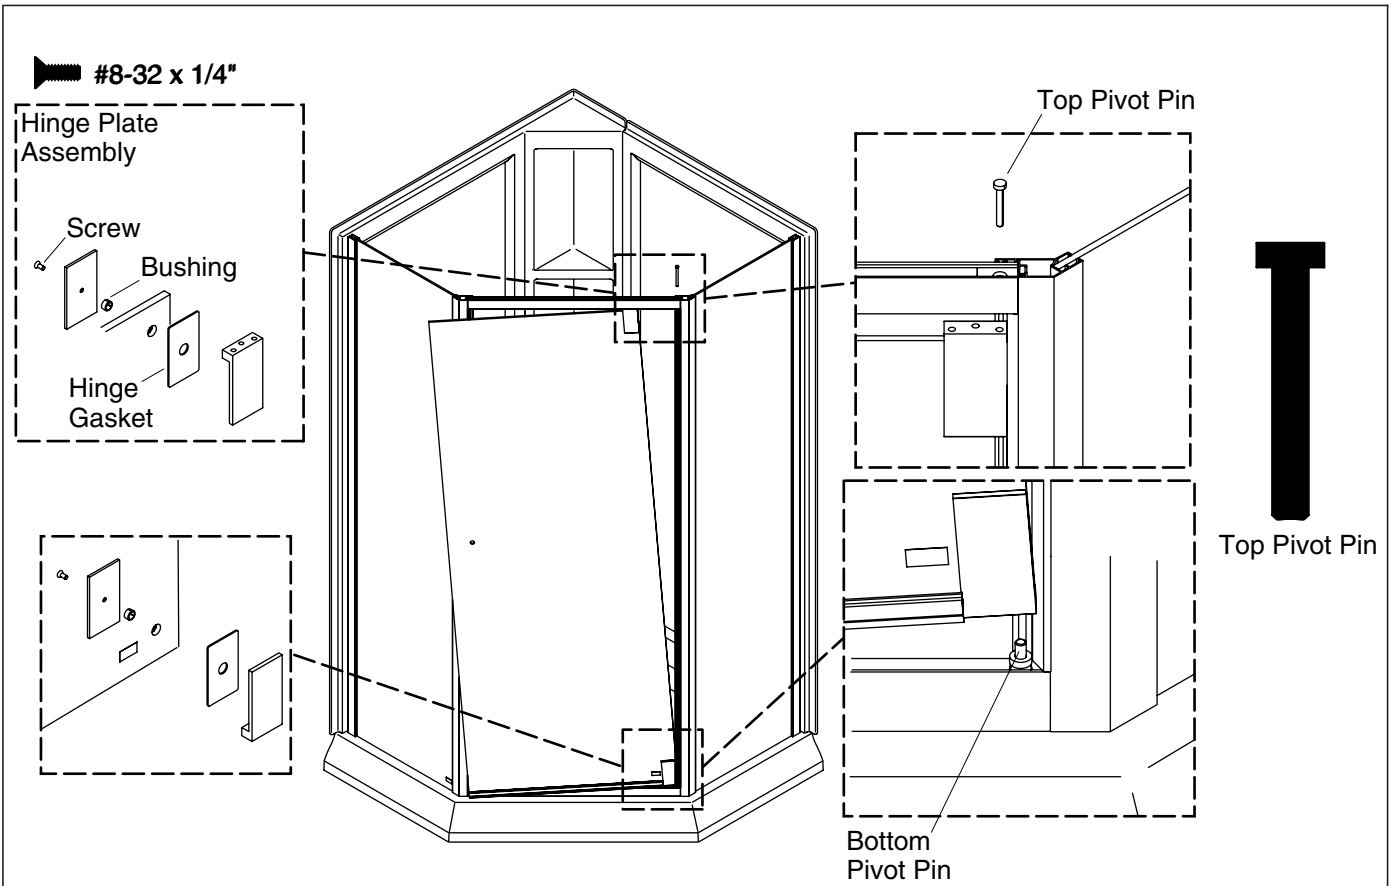 #8-32 x 1/4"
Hinge Plate
Assembly
Screw
Bushing
Hinge
Gasket
Top Pivot Pin
Top Pivot Pin
Bottom
Pivot Pin